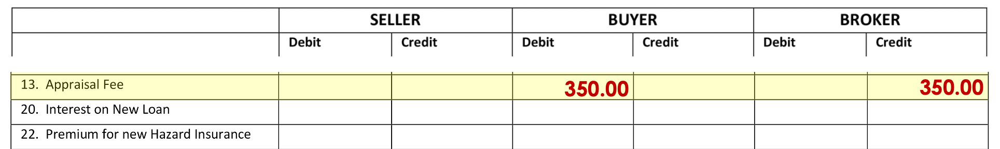 SELLER BUYER BROKER
Debit Credit Debit Credit Debit Credit
13. Appraisal Fee 350.00 350.00
20. Interest on New Loan
22. Premium for new Hazard Insurance